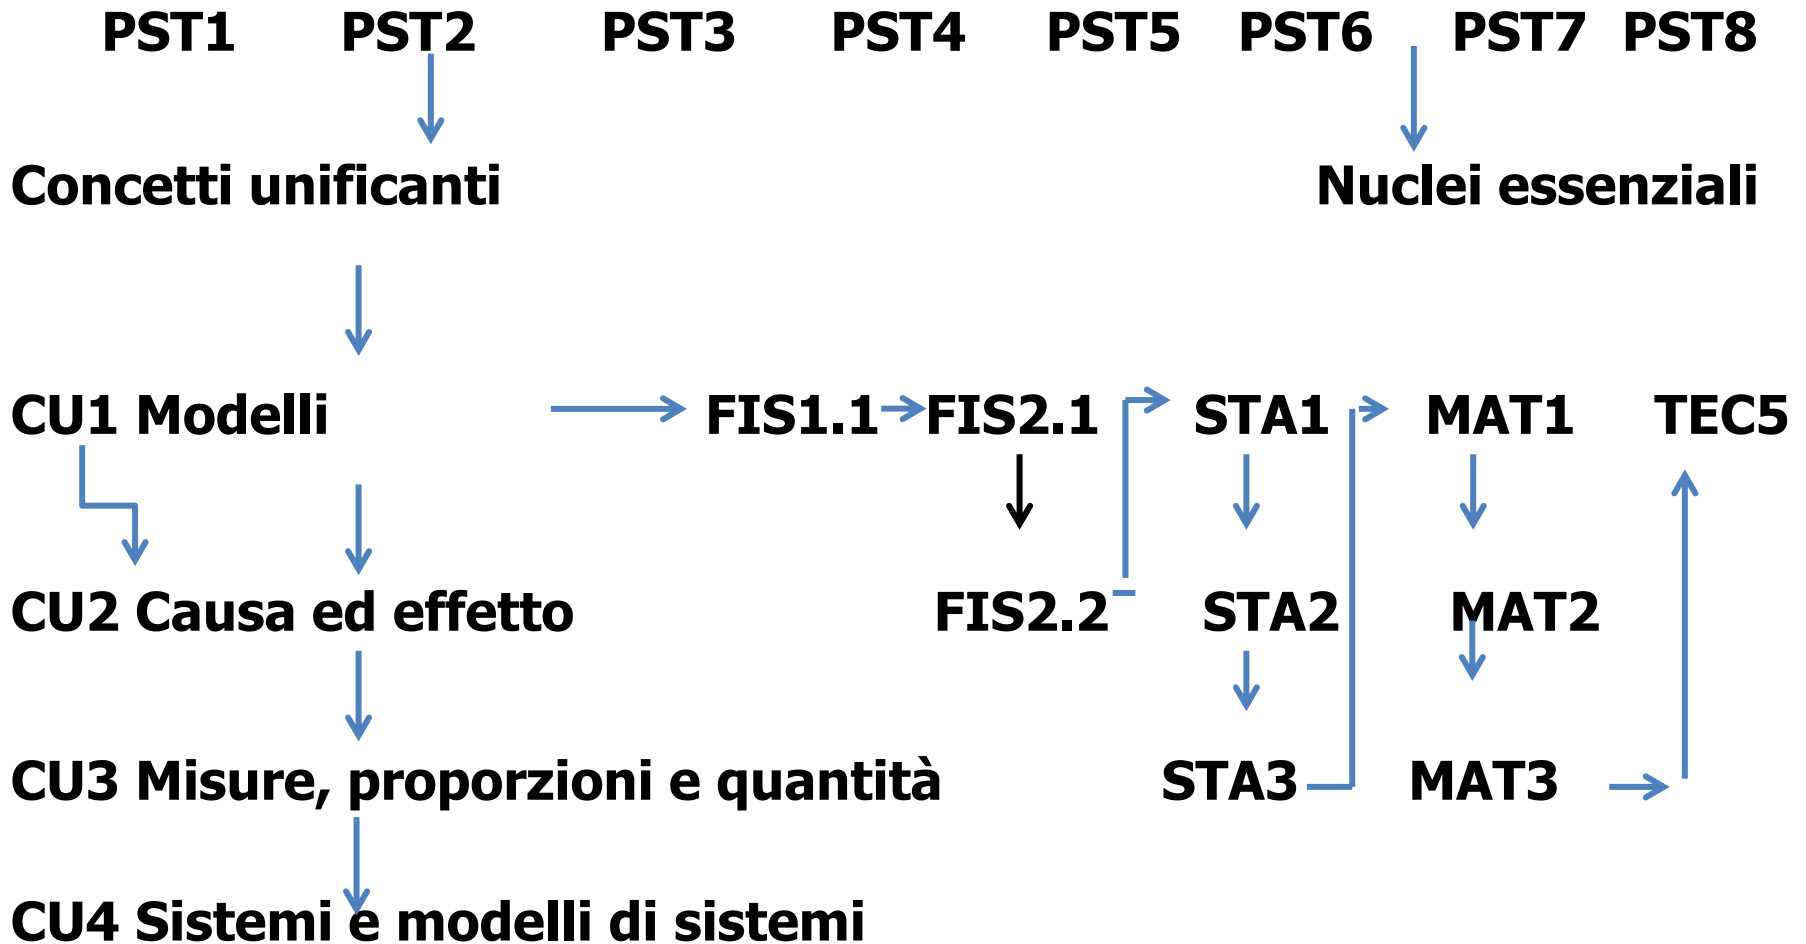 PST1 PST2 PST3 PST4 PST5 PST6 PST7 PST8
Concetti unificanti Nuclei essenziali
CU1 Modelli FIS1.1 FIS2.1 STA1 MAT1 TEC5
CU2 Causa ed effetto FIS2.2 STA2 MAT2
CU3 Misure, proporzioni e quantità STA3 MAT3
CU4 Sistemi e modelli di sistemi